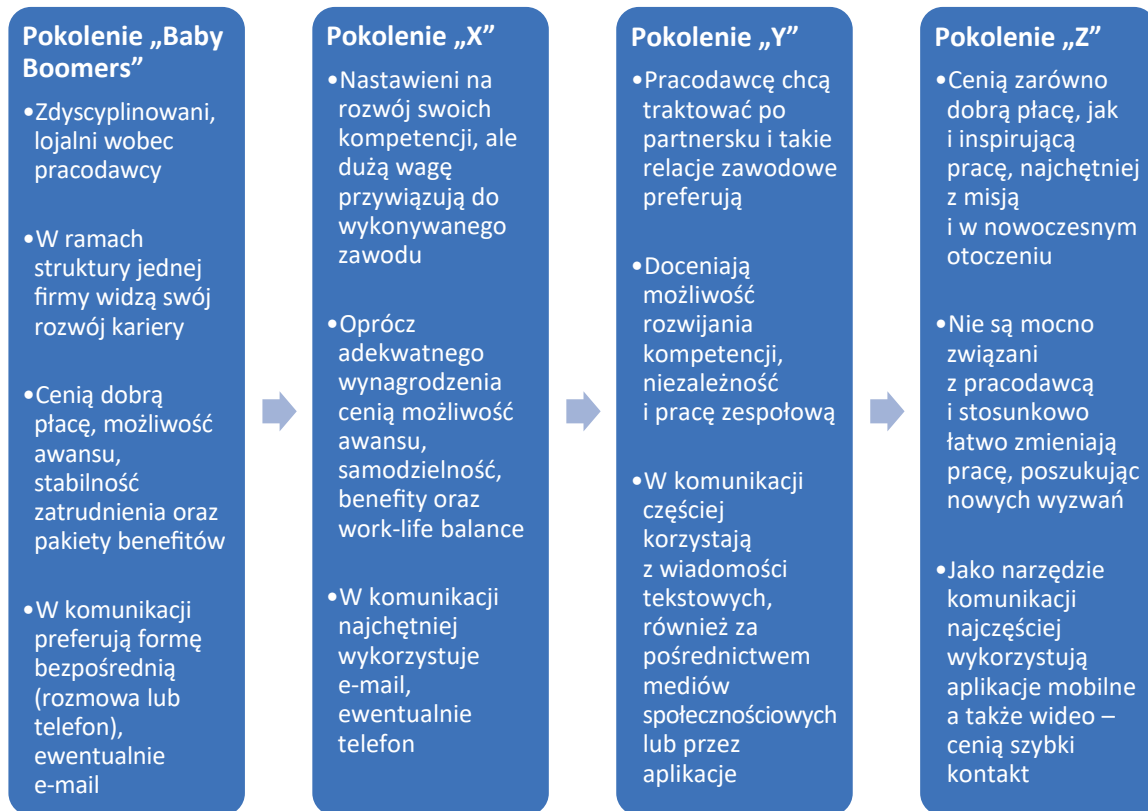 Pokolenie „Baby
Boomers”
•Zdyscyplinowani,
lojalni wobec
pracodawcy
•W ramach
struktury jednej
firmy widzą swój
rozwój kariery
•Cenią dobrą
płacę, możliwość
awansu,
stabilność
zatrudnienia oraz
pakiety benefitów
•W komunikacji
preferują formę
bezpośrednią
(rozmowa lub
telefon),
ewentualnie
e-mail
Pokolenie „X”
•Nastawieni na
rozwój swoich
kompetencji, ale
dużą wagę
przywiązują do
wykonywanego
zawodu
•Oprócz
adekwatnego
wynagrodzenia
cenią możliwość
awansu,
samodzielność,
benefity oraz
work-life balance
•W komunikacji
najchętniej
wykorzystuje
e-mail,
ewentualnie
telefon
Pokolenie „Y”
•Pracodawcę chcą
traktować po
partnersku i takie
relacje zawodowe
preferują
•Doceniają
możliwość
rozwijania
kompetencji,
niezależność
i pracę zespołową
•W komunikacji
częściej
korzystają
z wiadomości
tekstowych,
również za
pośrednictwem
mediów
społecznościowych
lub przez
aplikacje
Pokolenie „Z”
•Cenią zarówno
dobrą płacę, jak
i inspirującą
pracę, najchętniej
z misją
i w nowoczesnym
otoczeniu
•Nie są mocno
związani
z pracodawcą
i stosunkowo
łatwo zmieniają
pracę, poszukując
nowych wyzwań
•Jako narzędzie
komunikacji
najczęściej
wykorzystują
aplikacje mobilne
a także wideo –
cenią szybki
kontakt